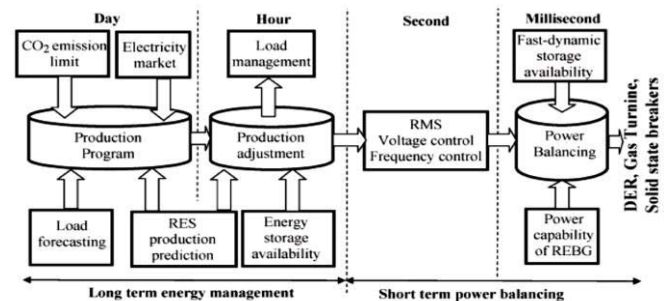 Day
Hour
Second
Millisecond
CO2 emission
limit
Electricity
market
Load
management
Fast-dynamic
storage
availability
Production
Program
Production
adjustment
RMS
Voltage control
Frequency control
Power
Balancing
DER, Gas Turnine,
Solid state breakers
Load
forecasting
RES
production
prediction
Energy
storage
availability
Power
capability
of REBG
Long term energy management
Short term power balancing